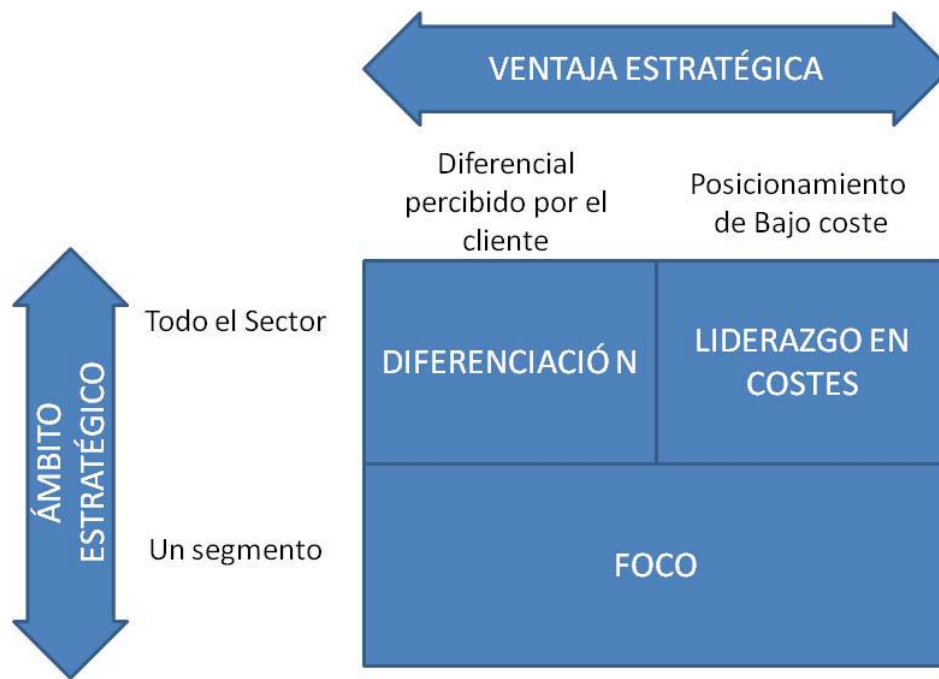 VENTAJA ESTRATÉGICA
Diferencial
percibido por el
cliente
Posicionamiento
de Bajo coste
ÁMBITO
ESTRATÉGICO
Todo el Sector
DIFERENCIACIÓ N
LIDERAZGO EN
COSTES
Un segmento
FOCO